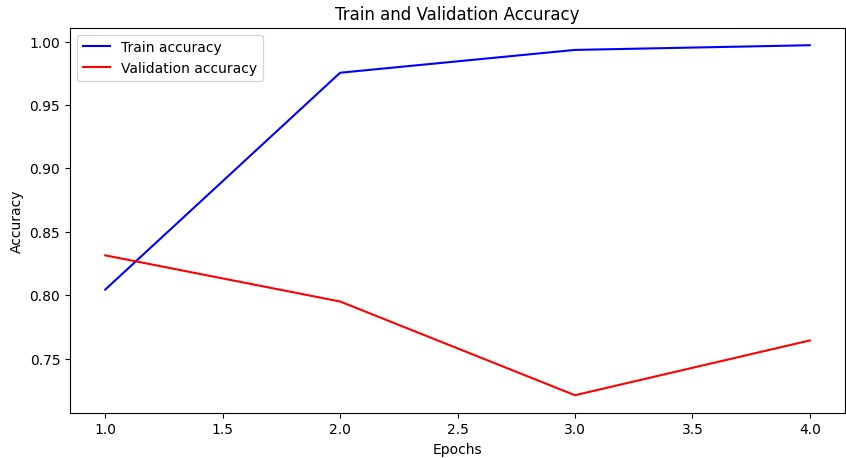 Train and Validation Accuracy
Train accuracy
Validation accuracy
1.00
0.95
0.90
0.85
0.80
0.75
Accuracy
1.0 1.5 2.0 2.5 3.0 3.5 4.0
Epochs